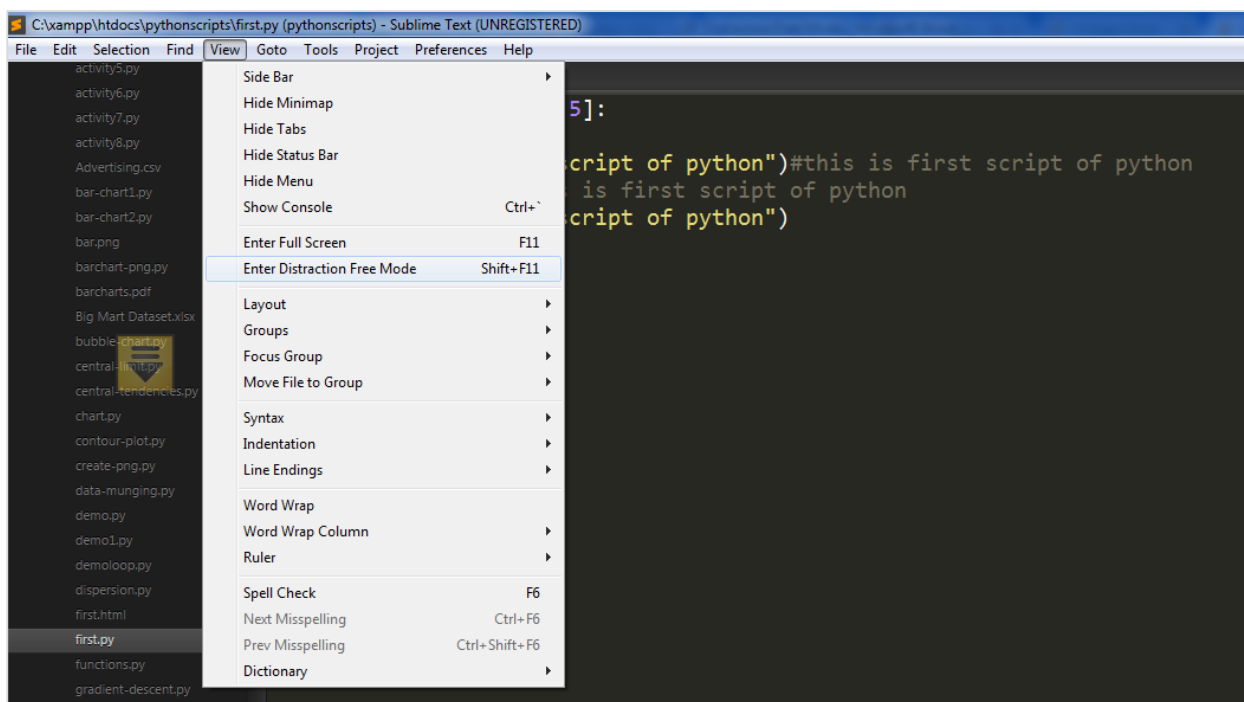 C:\xampp\htdocs\pythonscripts\first.py (pythonscripts) - Sublime Text (UNREGISTERED)
File Edit Selection Find View Goto Tools Project Preferences Help
activity5.py
activity6.py
activity7.py
activity8.py
Advertising.csv
bar-chart1.py
bar-chart2.py
bar.png
barchart-png.py
barcharts.pdf
Big Mart Dataset.xlsx
bubble-chart.py
central-limit.py
central-tendencies.py
chart.py
contour-plot.py
create-png.py
data-munging.py
demo.py
demo1.py
demoloop.py
dispersion.py
first.html
first.py
functions.py
gradient-descent.py
Side Bar
Hide Minimap
Hide Tabs
Hide Status Bar
Hide Menu
Show Console Ctrl+`
Enter Full Screen F11
Enter Distraction Free Mode Shift+F11
Layout
Groups
Focus Group
Move File to Group
Syntax
Indentation
Line Endings
Word Wrap
Word Wrap Column
Ruler
Spell Check F6
Next Misspelling Ctrl+F6
Prev Misspelling Ctrl+Shift+F6
Dictionary
5]:
cript of python")#this is first script of python
is first script of python
cript of python")